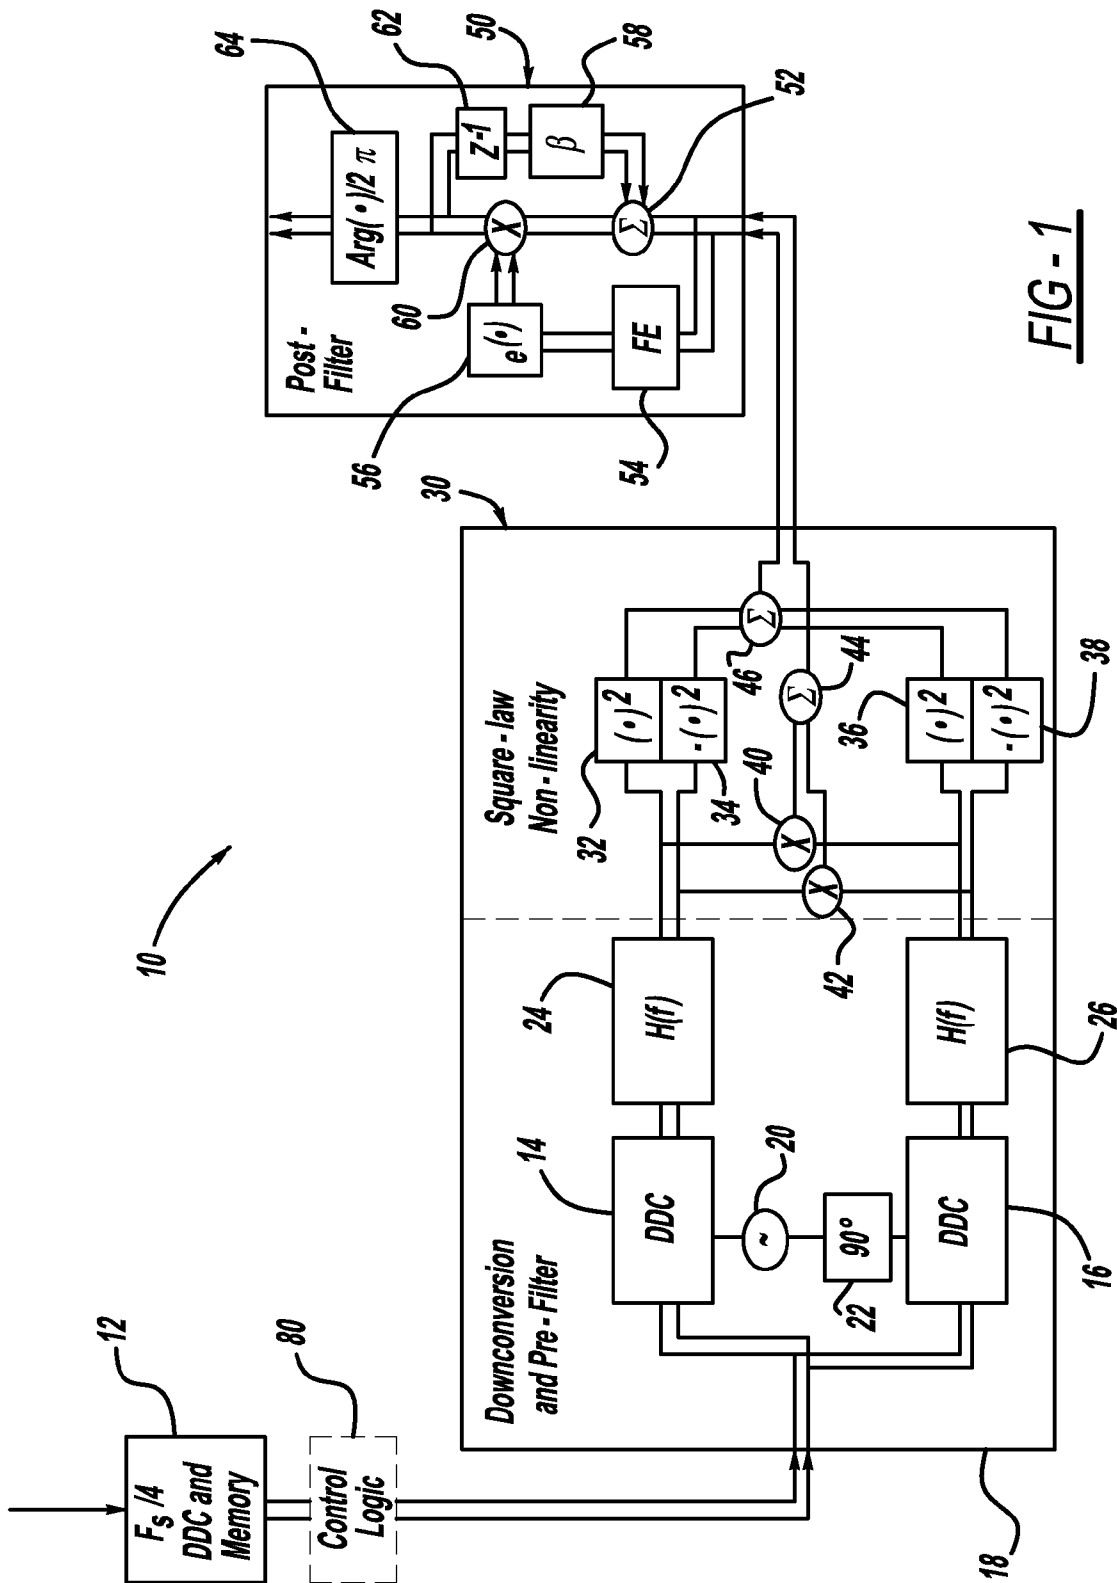 10
12
F_s/4
DDC and
Memory
80
Control
Logic
18
Downconversion
and Pre - Filter
14
DDC
20
~
90°
22
DDC
16
24
H(f)
H(f)
26
30
Square - law
Non - linearity
32
(•)²
-(•)²
34
40
X
X
42
Σ
44
Σ
46
36
(•)²
-(•)²
38
50
Post -
Filter
64
Arg(•)/2 π
62
Z-1
58
β
52
Σ
60
X
56
e(•)
FE
54
FIG - 1